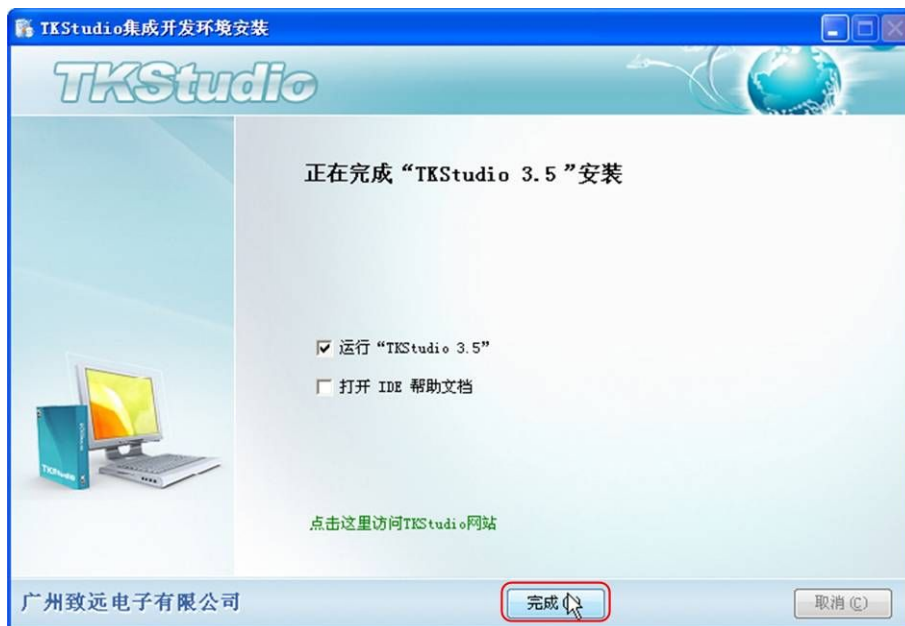 TKStudio集成开发环境安装
TKStudio
正在完成“TKStudio 3.5”安装
运行“TKStudio 3.5”
打开 IDE 帮助文档
TKStudio
点击这里访问TKStudio网站
广州致远电子有限公司
完成
取消(C)